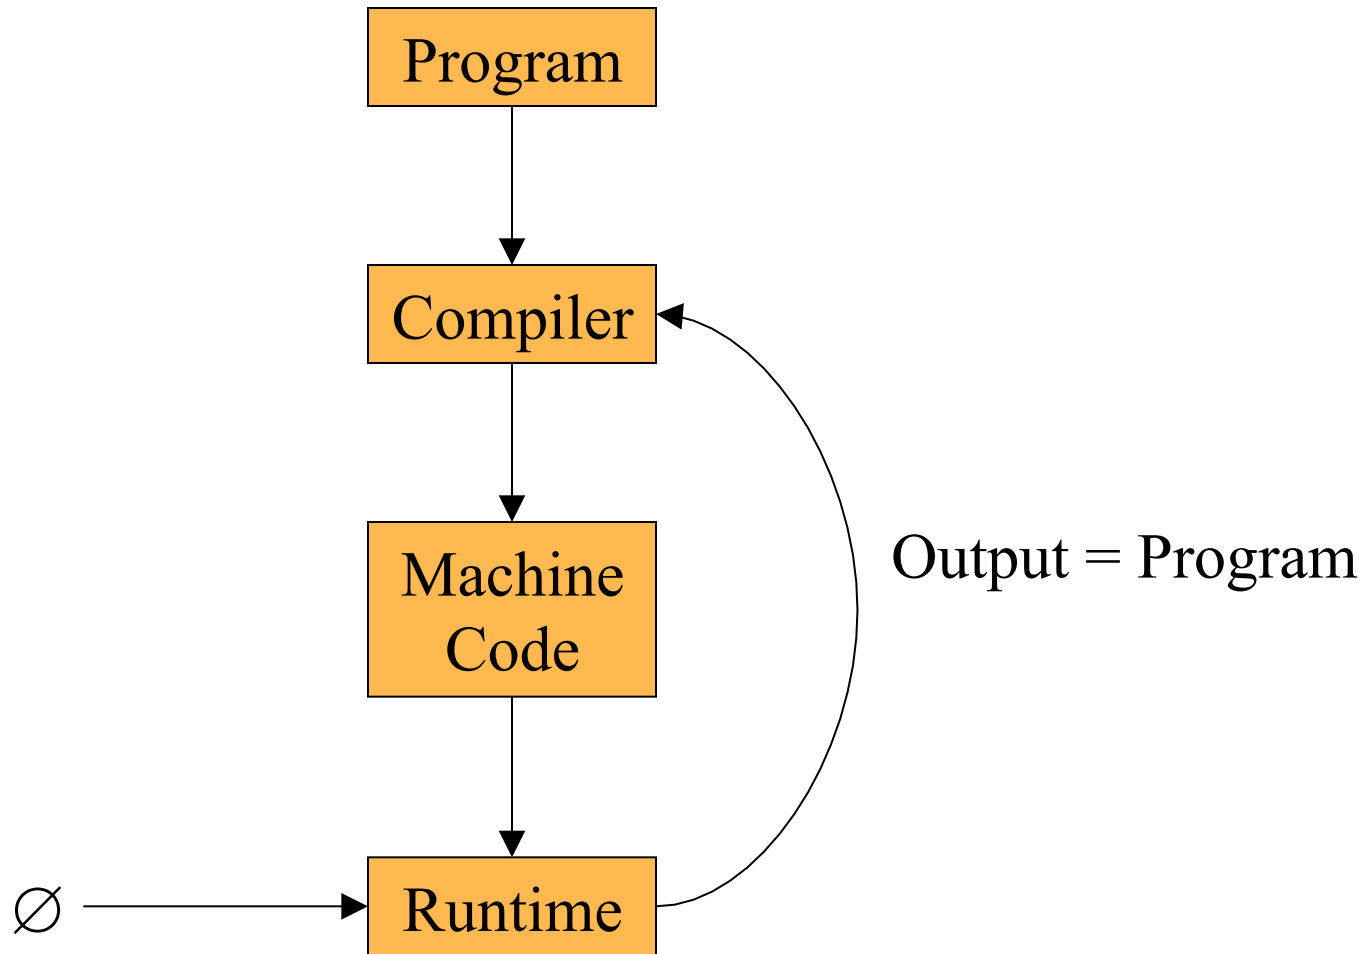 Program
Compiler
Machine
Code
Output = Program
∅
Runtime